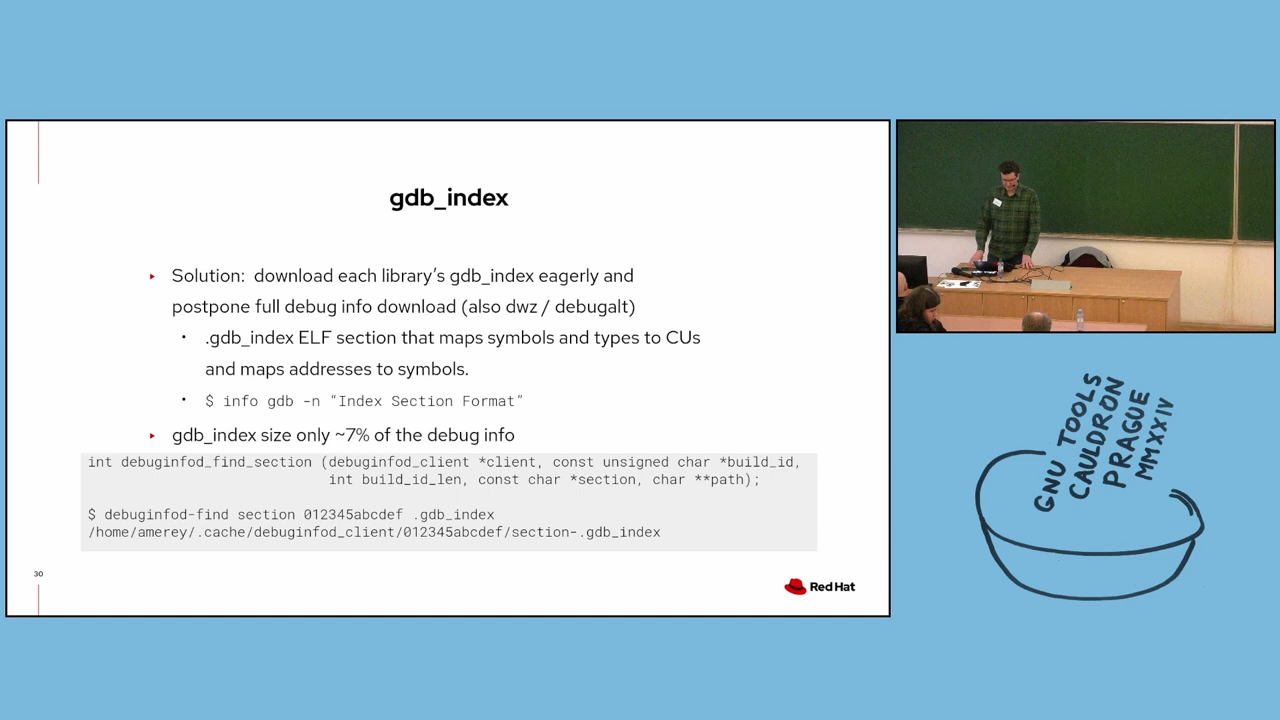 gdb_index
▸ Solution: download each library’s gdb_index eagerly and
postpone full debug info download (also dwz / debugalt)
• .gdb_index ELF section that maps symbols and types to CUs
and maps addresses to symbols.
• $ info gdb -n “Index Section Format”
▸ gdb_index size only ~7% of the debug info
int debuginfod_find_section (debuginfod_client *client, const unsigned char *build_id,
int build_id_len, const char *section, char **path);
$ debuginfod-find section 012345abcdef .gdb_index
/home/amerey/.cache/debuginfod_client/012345abcdef/section-.gdb_index
30
Red Hat
GNU TOOLS
CAULDRON
PRAGUE
MMXXIV